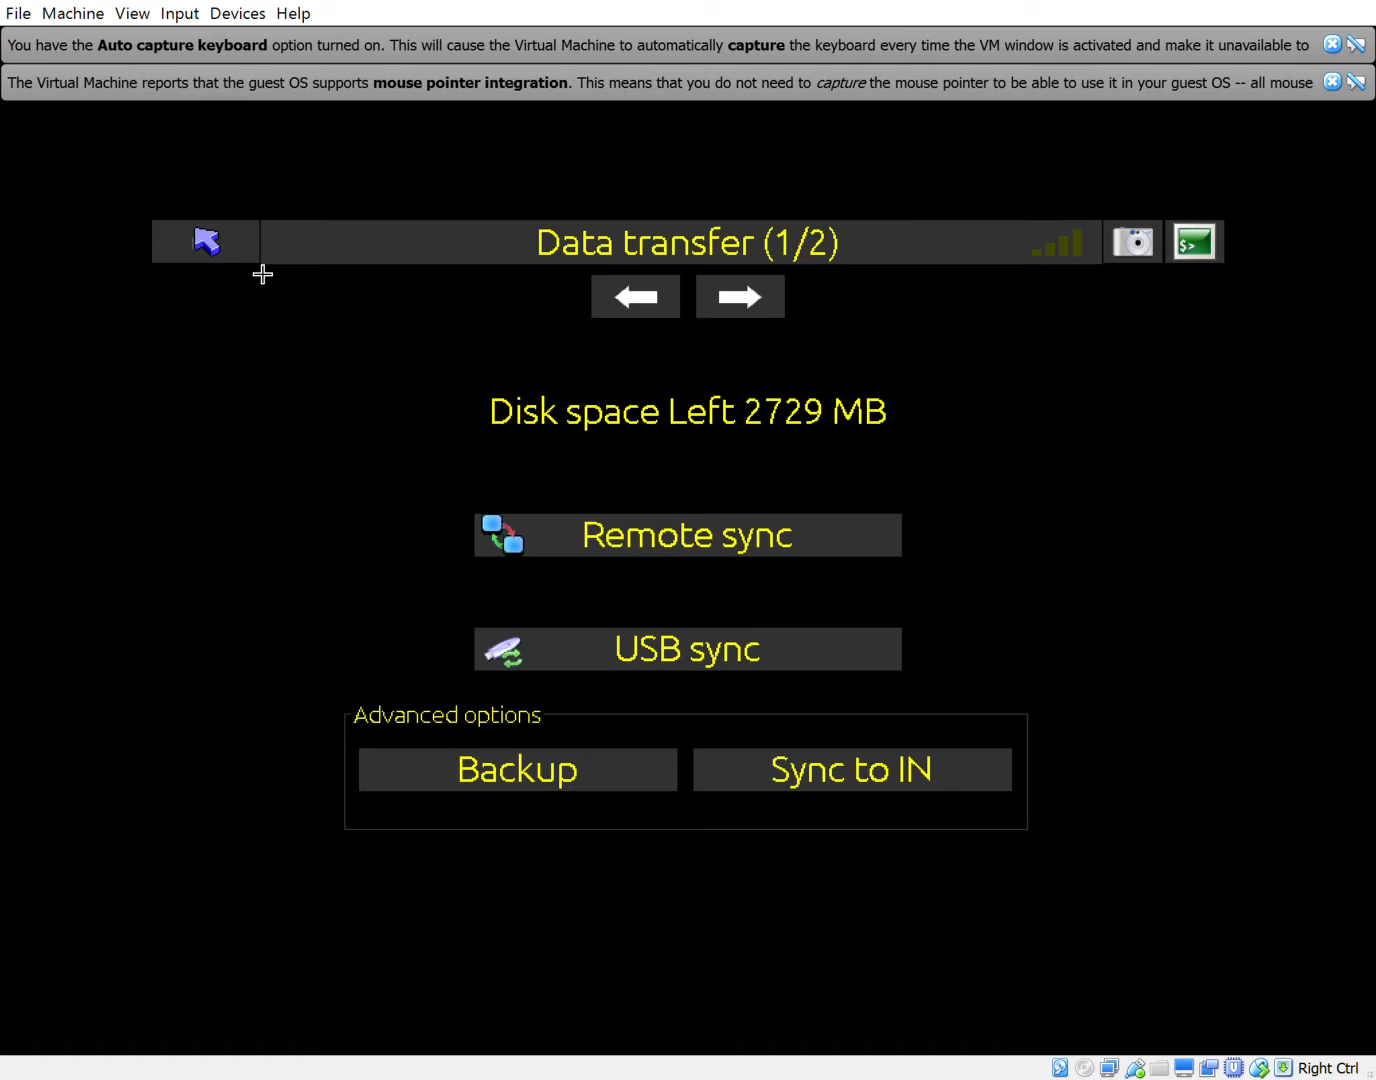 File Machine View Input Devices Help
You have the Auto capture keyboard option turned on. This will cause the Virtual Machine to automatically capture the keyboard every time the VM window is activated and make it unavailable to
The Virtual Machine reports that the guest OS supports mouse pointer integration. This means that you do not need to capture the mouse pointer to be able to use it in your guest OS -- all mouse
Data transfer (1/2)
$>
Disk space Left 2729 MB
Remote sync
USB sync
Advanced options
Backup Sync to IN
Right Ctrl